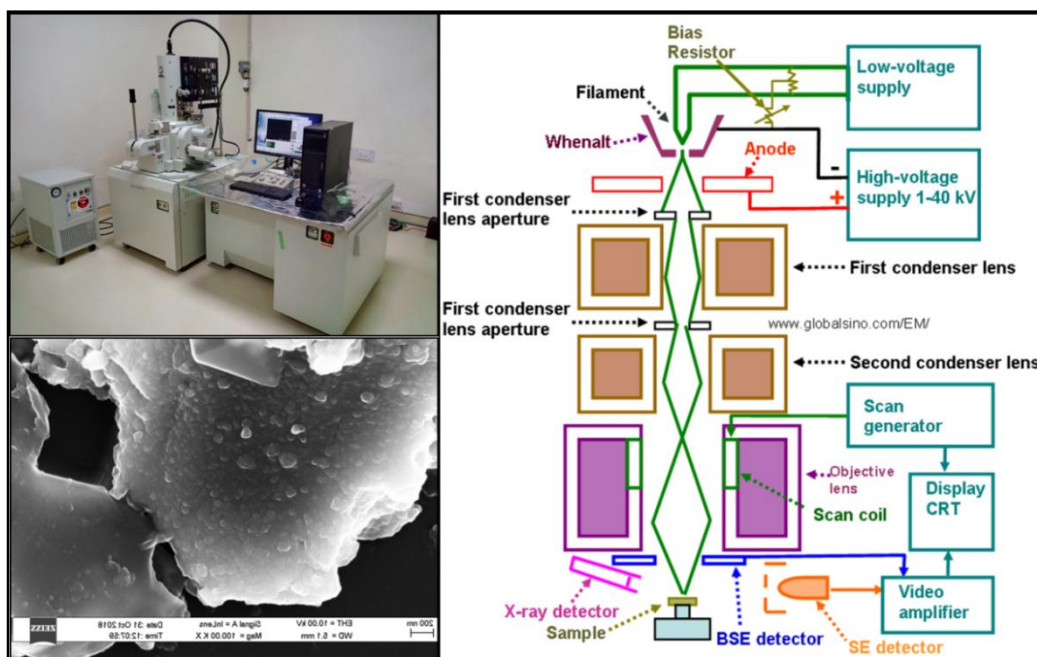 Bias
Resistor
Low-voltage
supply
Filament
Whenalt
Anode
-
+
High-voltage
supply 1-40 kV
First condenser
lens aperture
First condenser lens
First condenser
lens aperture
www.globalsino.com/EM/
Second condenser lens
Scan
generator
Objective
lens
Scan coil
Display
CRT
X-ray detector
Sample
BSE detector
Video
amplifier
SE detector
200 nm
EHT = 10.00 kV
WD = 5.1 mm
Signal A = InLens
Mag = 100.00 K X
Date :31 Oct 2018
Time :12:07:59
ZEISS